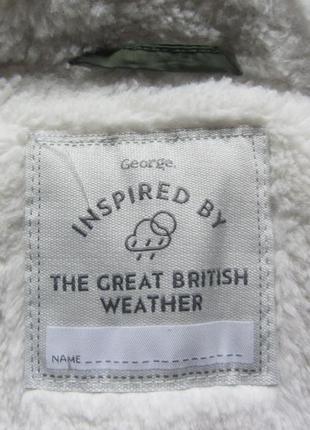 George.
INSPIRED BY
THE GREAT BRITISH
WEATHER
NAME